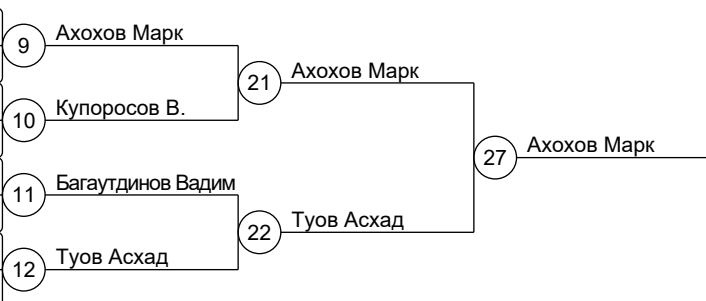 9 Ахохов Марк
21 Ахохов Марк
10 Купоросов В.
27 Ахохов Марк
11 Багаутдинов Вадим
22 Туов Асхад
12 Туов Асхад